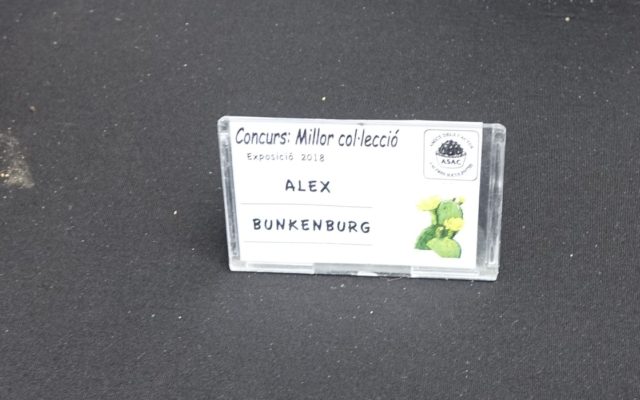 Concurs: Millor col·lecció
Exposició 2018
ALEX
BUNKENBURG
ASAC